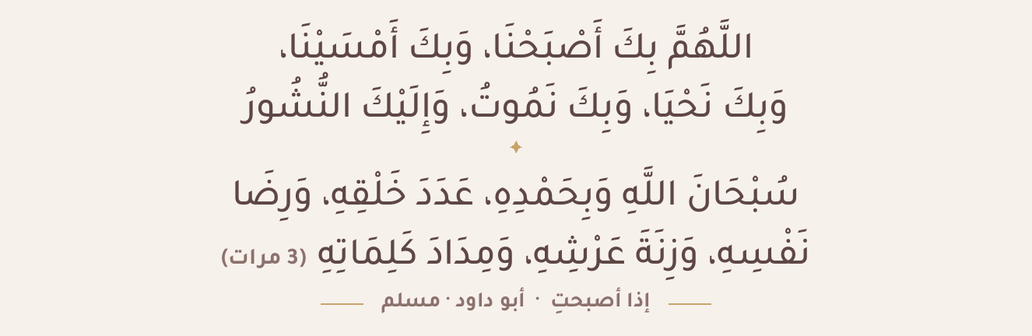 اللَّهُمَّ بِكَ أَصْبَحْنَا، وَبِكَ أَمْسَيْنَا،
وَبِكَ نَحْيَا، وَبِكَ نَمُوتُ، وَإِلَيْكَ النُّشُورُ
سُبْحَانَ اللَّهِ وَبِحَمْدِهِ، عَدَدَ خَلْقِهِ، وَرِضَا
نَفْسِهِ، وَزِنَةَ عَرْشِهِ، وَمِدَادَ كَلِمَاتِهِ (3 مرات)
إذا أصبحتِ · أبو داود · مسلم